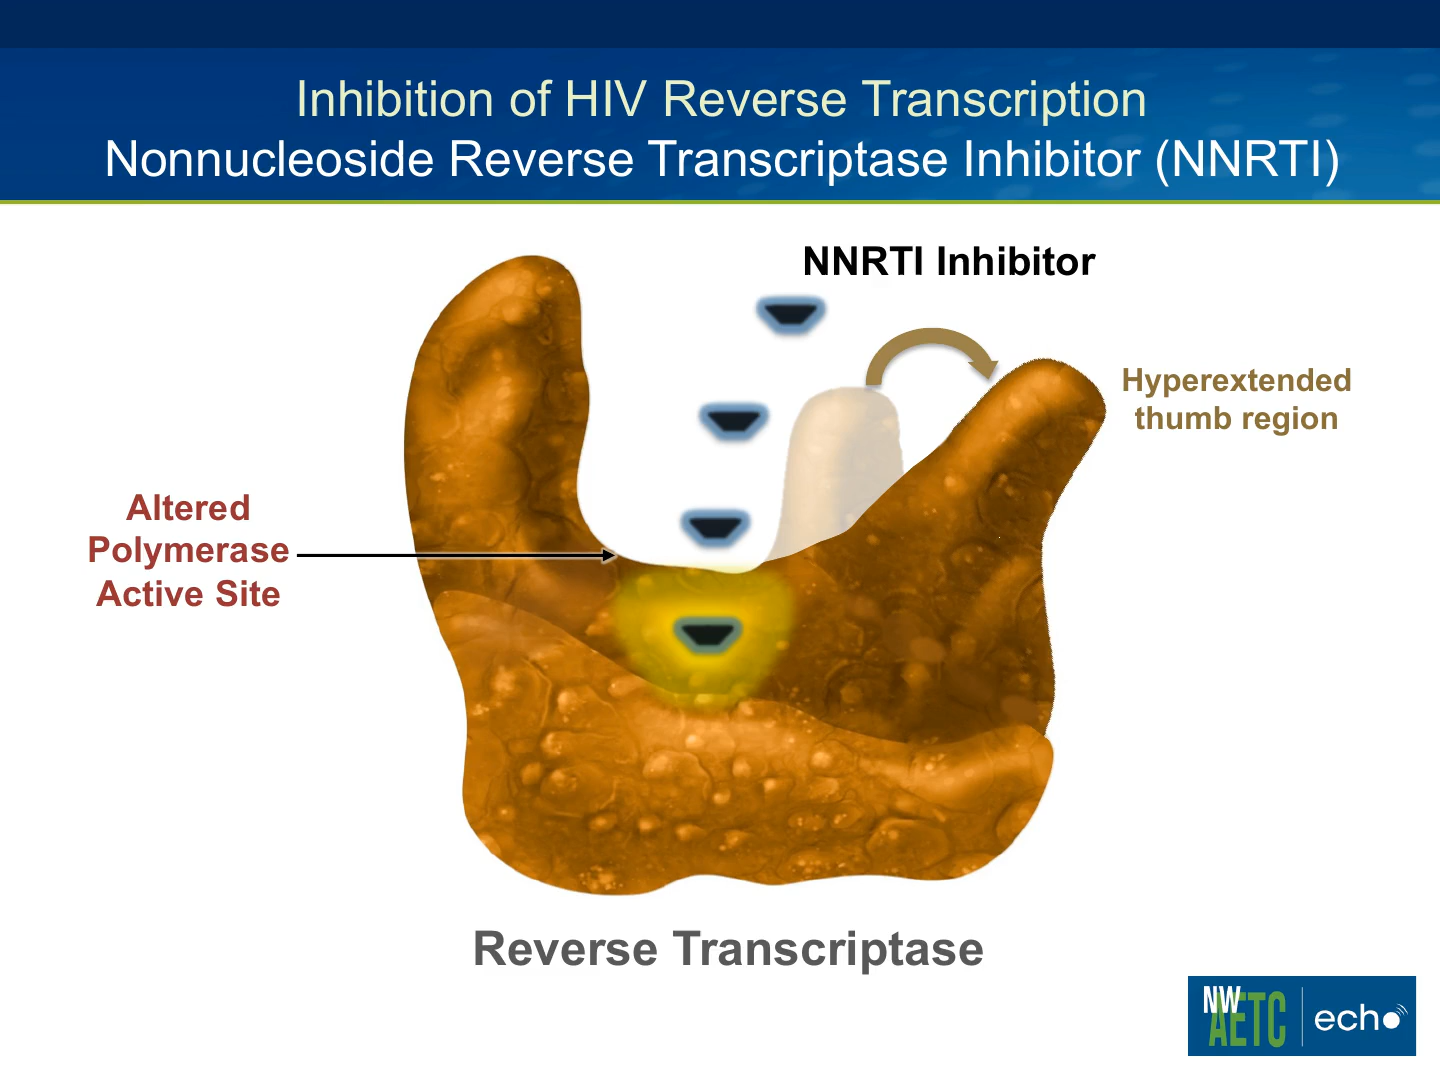 Inhibition of HIV Reverse Transcription
Nonnucleoside Reverse Transcriptase Inhibitor (NNRTI)
NNRTI Inhibitor
Hyperextended
thumb region
Altered
Polymerase
Active Site
Reverse Transcriptase
NW
AETC
echo